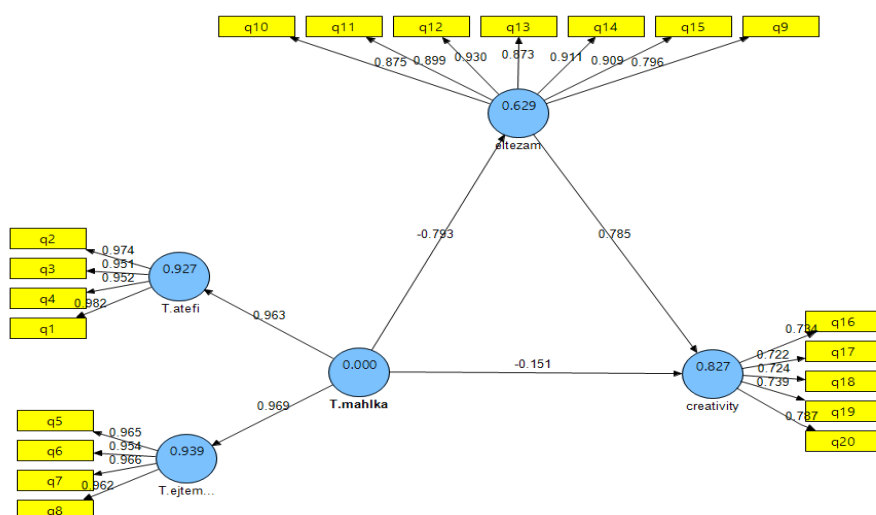 q10 q11 q12 q13 q14 q15 q9
0.875 0.899 0.930 0.873 0.911 0.909 0.796
0.629
eltezam
-0.793
0.785
q2
q3
q4
q1
0.974
0.951
0.952
0.982
0.927
T.atefi
0.963
0.000
T.mahlka
-0.151
0.969
q5
q6
q7
q8
0.965
0.954
0.966
0.962
0.939
T.ejtem...
0.827
creativity
0.734
0.722
0.724
0.739
0.787
q16
q17
q18
q19
q20